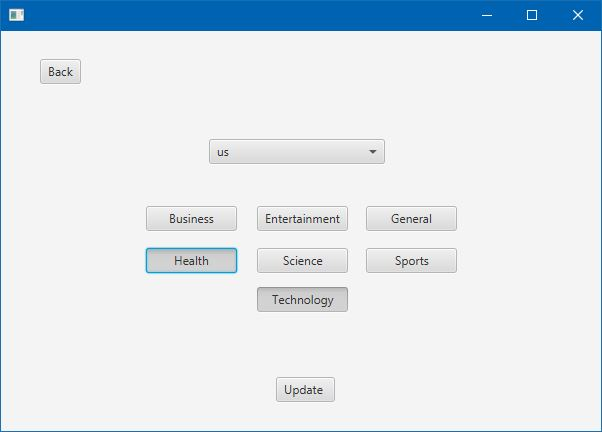 Back
us
Business Entertainment General
Health Science Sports
Technology
Update